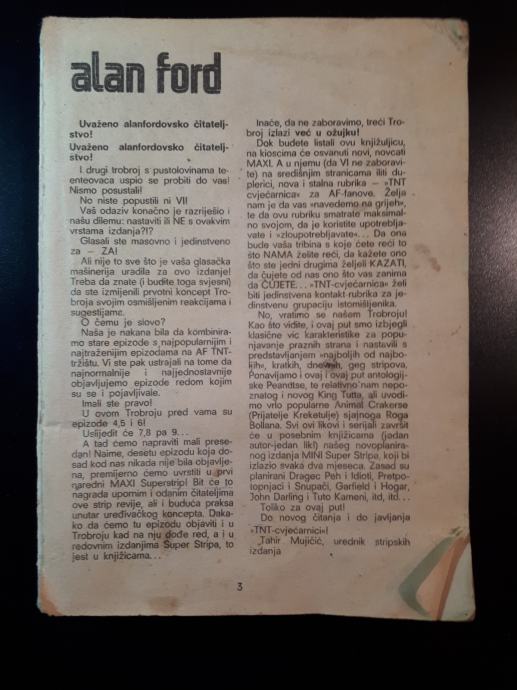 alan ford
Uvaženo alanfordovsko čitatelj-
stvo!
Uvaženo alanfordovsko čitatelj-
stvo!
I drugi trobroj s pustolovinama te-
enteovaca uspio se probiti do vas!
Nismo posustali!
No niste popustili ni VI!
Vaš odaziv konačno je razriješio i
našu dilemu: nastaviti ili NE s ovakvim
vrstama izdanja?!?
Glasali ste masovno i jedinstveno
za — ZA!
Ali nije to sve što je vaša glasačka
mašinerija uradila za ovo izdanje!
Treba da znate (i budite toga svjesni)
da ste izmijenili prvotni koncept Tro-
broja svojim osmišljenim reakcijama i
sugestijama.
O čemu je slovo?
Naša je nakana bila da kombinira-
mo stare epizode s najpopularnijim i
najtraženijim epizodama na AF TNT-
tržištu. Vi ste pak ustrajali na tome da
najnormalnije i najjednostavnije
objavljujemo epizode redom kojim
su se i pojavljivale.
Imali ste pravo!
U ovom Trobroju pred vama su
epizode 4,5 i 6!
Uslijedit će 7,8 pa 9...
A tad ćemo napraviti mali prese-
dan! Naime, desetu epizodu koja do-
sad kod nas nikada nije bila objavlje-
na, premijerno ćemo uvrstiti u prvi
naredni MAXI Superstrip! Bit će to
nagrada upornim i odanim čitateljima
ove strip revije, ali i buduća praksa
unutar uređivačkog koncepta. Daka-
ko da ćemo tu epizodu objaviti i u
Trobroju kad na nju dođe red, a i u
redovnim izdanjima Super Stripa, to
jest u knjižicama...
Inače, da ne zaboravimo, treći Tro-
broj izlazi već u ožujku!
Dok budete listali ovu knjižuljicu,
na kioscima će osvanuti novi, novcati
MAXI. A u njemu (da VI ne zaboravi-
te) na središnjim stranicama iliti du-
plerici, nova i stalna rubrika — »TNT
cvjećarnica« za AF-fanove. Želja
nam je da vas »navedemo na grijeh«,
te da ovu rubriku smatrate maksimal-
no svojom, da je koristite upotreblja-
vate i »zloupotrebljavate«... Da ona
bude vaša tribina s koje ćete reći to
što NAMA želite reći, da kažete ono
što ste jedni drugima željeli KAZATI,
da čujete od nas ono što vas zanima
da ČUJETE... »TNT-cvjećarnica« želi
biti jedinstvena kontakt-rubrika za je-
dinstvenu grupaciju istomišljenika.
No, vratimo se našem Trobroju!
Kao što vidite, i ovaj put smo izbjegli
klasične vic karakteristike za popu-
njavanje praznih strana i nastavili s
predstavljanjem »najboljih od najbo-
ljih«, kratkih, dnevnih, geg stripova.
Ponavljamo i ovaj i ovaj put antologij-
ske Peandtse, te relativno nam nepo-
znatog i novog King Tutta, ali uvodi-
mo vrlo popularne Animal Crakerse
(Prijatelje Kreketulje) sjajnoga Roga
Bollana. Svi ovi likovi i serijali završit
će u posebnim knjižicama (jedan
autor-jedan lik!) našeg novoplanira-
nog izdanja MINI Super Stripa, koji bi
izlazio svaka dva mjeseca. Zasad su
planirani Dragec Peh i Idioti, Pretpo-
topnjaci i Snupači, Garfield i Hogar,
John Darling i Tuto Kameni, itd, itd...
Toliko za ovaj put!
Do novog čitanja i do javljanja
»TNT-cvjećarnici«!
Tahir Mujičić, urednik stripskih
izdanja
3